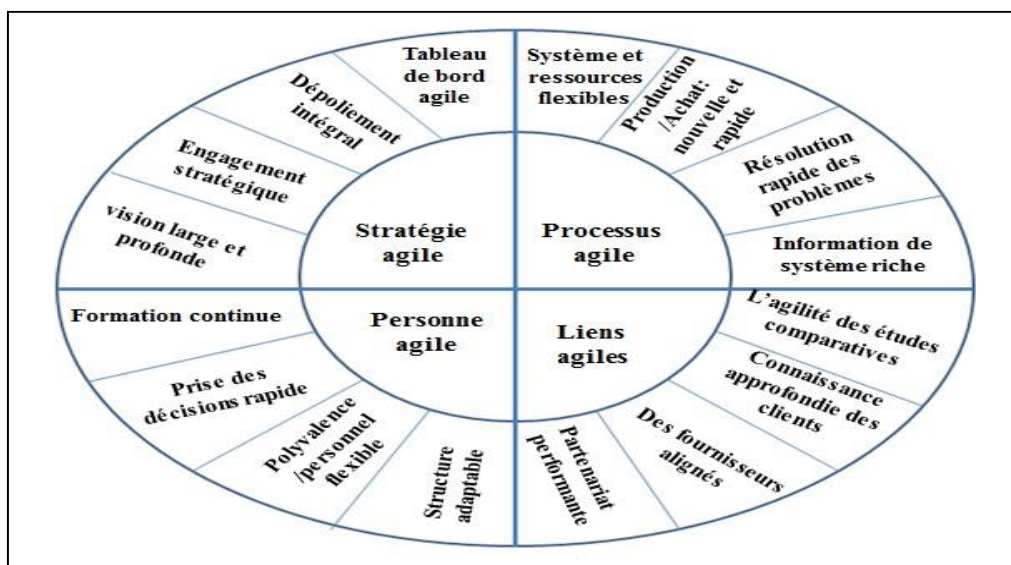 Tableau
de bord
agile
Système et
ressources
flexibles
Production
/Achat:
nouvelle et
rapide
Résolution
rapide des
problèmes
Information de
système riche
Dépoliement
intégral
Engagement
stratégique
vision large et
profonde
Stratégie
agile
Processus
agile
Personne
agile
Liens
agiles
Formation continue
Prise des
décisions rapide
Polyvalence
/personnel
flexible
Structure
adaptable
Partenariat
performante
Des fournisseurs
alignés
Connaissance
approfondie des
clients
L'agilité des études
comparatives